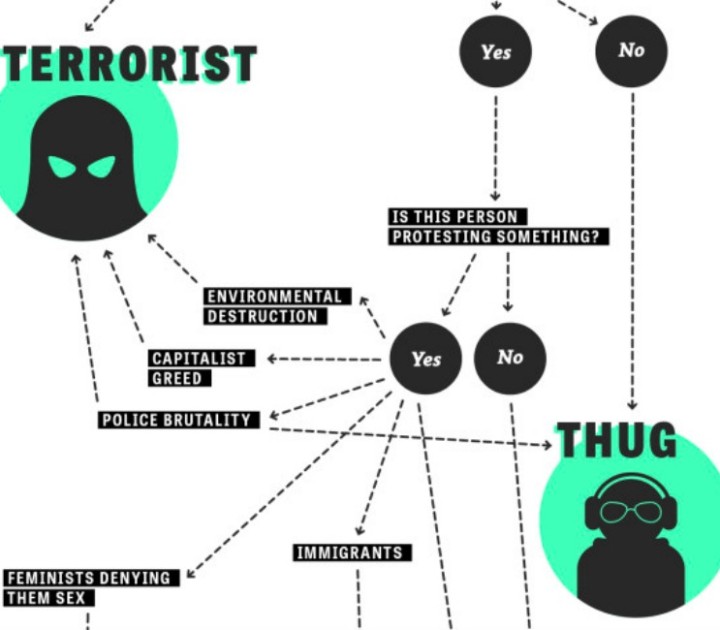 TERRORIST
Yes
No
IS THIS PERSON
PROTESTING SOMETHING?
ENVIRONMENTAL
DESTRUCTION
Yes
No
CAPITALIST
GREED
POLICE BRUTALITY
THUG
IMMIGRANTS
FEMINISTS DENYING
THEM SEX